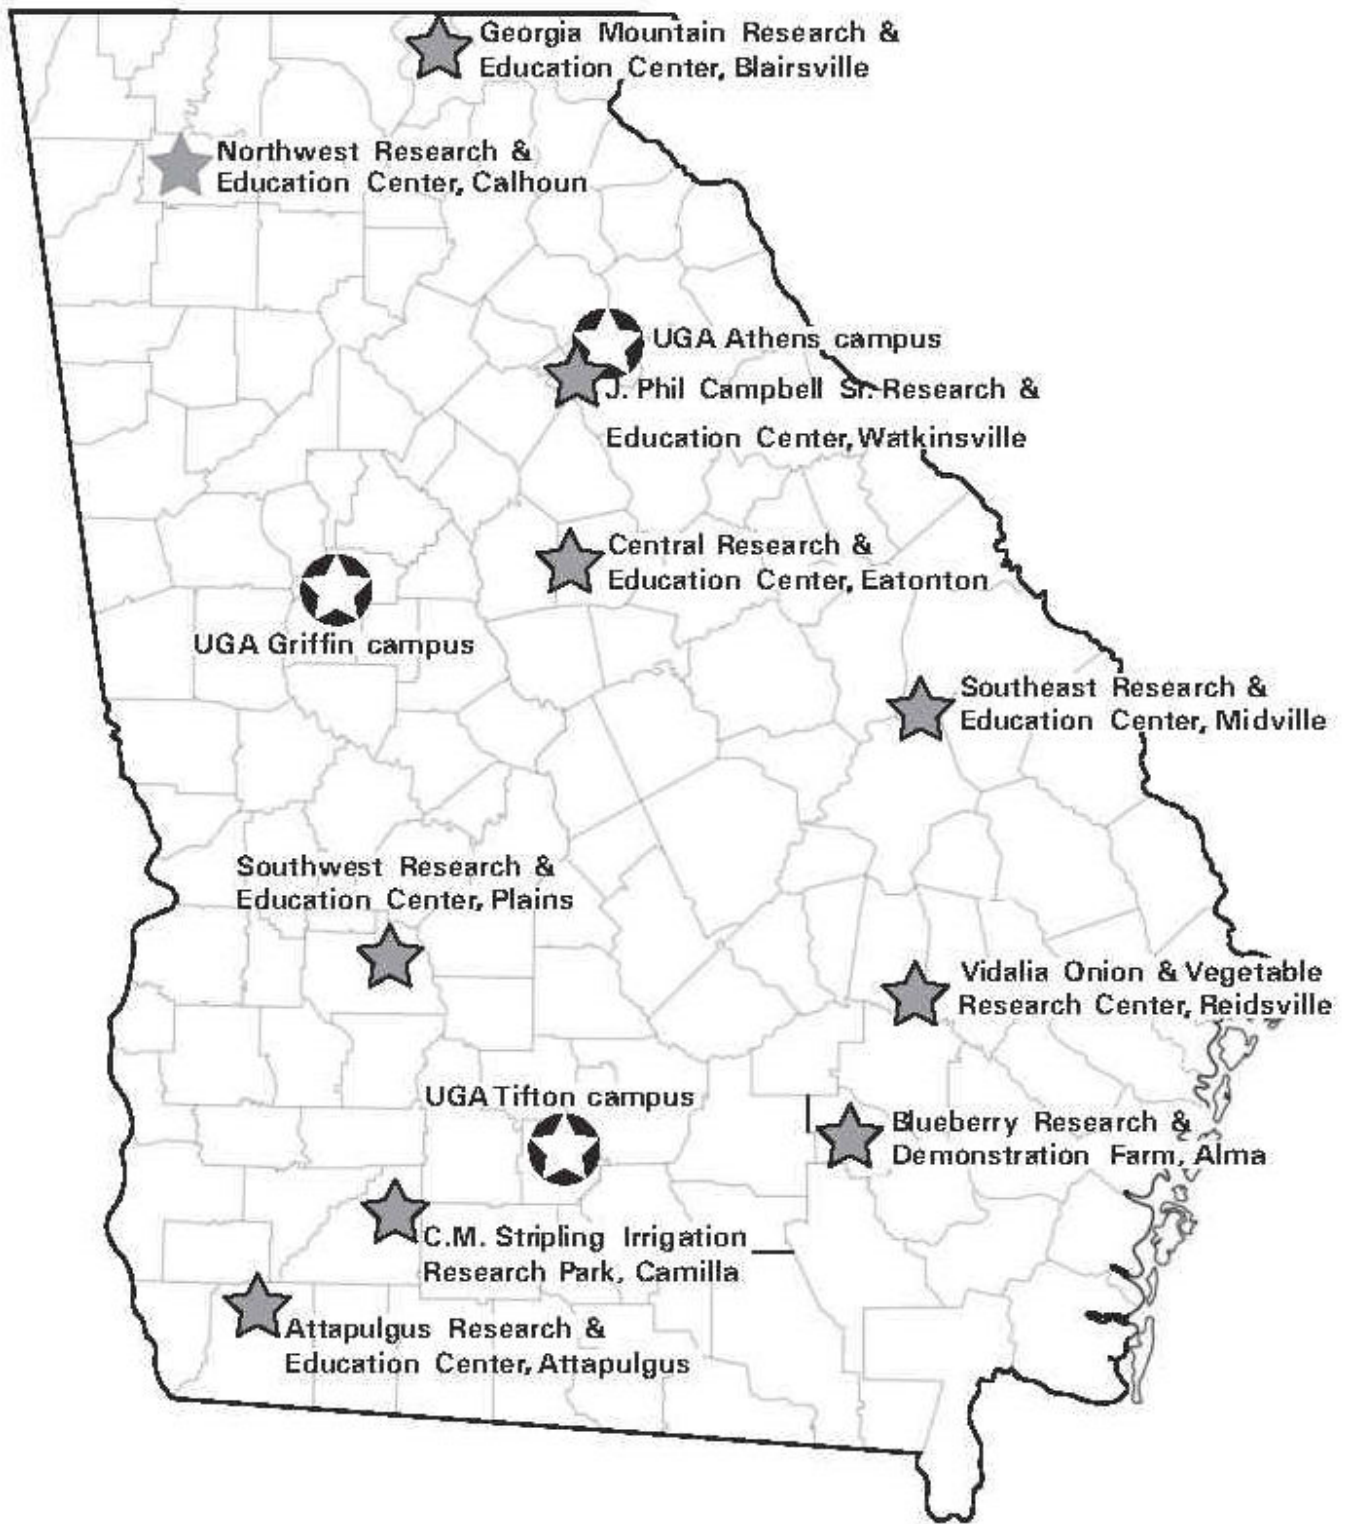 Georgia Mountain Research &
Education Center, Blairsville
Northwest Research &
Education Center, Calhoun
UGA Athens campus
J. Phil Campbell Sr. Research &
Education Center, Watkinsville
Central Research &
Education Center, Eatonton
UGA Griffin campus
Southeast Research &
Education Center, Midville
Southwest Research &
Education Center, Plains
Vidalia Onion & Vegetable
Research Center, Reidsville
UGA Tifton campus
Blueberry Research &
Demonstration Farm, Alma
C.M. Stripling Irrigation
Research Park, Camilla
Attapulgus Research &
Education Center, Attapulgus